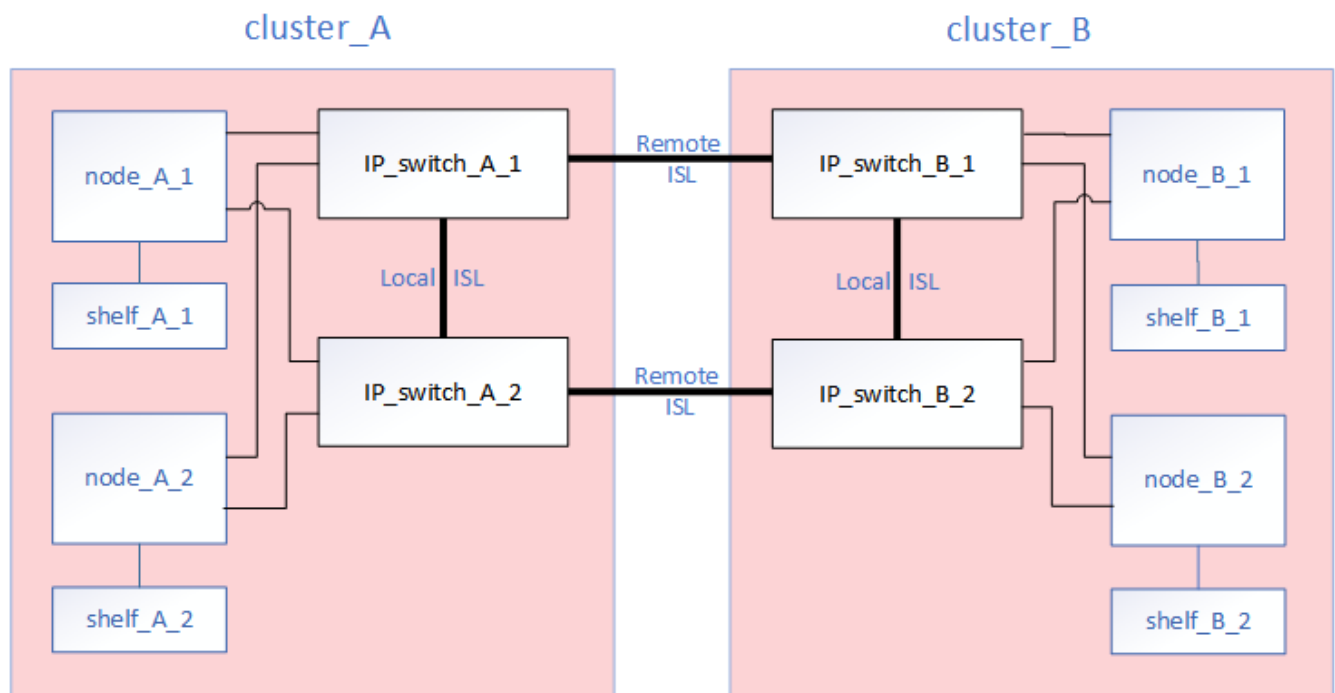 cluster_A
cluster_B
node_A_1
IP_switch_A_1
Remote
ISL
IP_switch_B_1
node_B_1
shelf_A_1
Local ISL
Local ISL
shelf_B_1
node_A_2
IP_switch_A_2
Remote
ISL
IP_switch_B_2
node_B_2
shelf_A_2
shelf_B_2